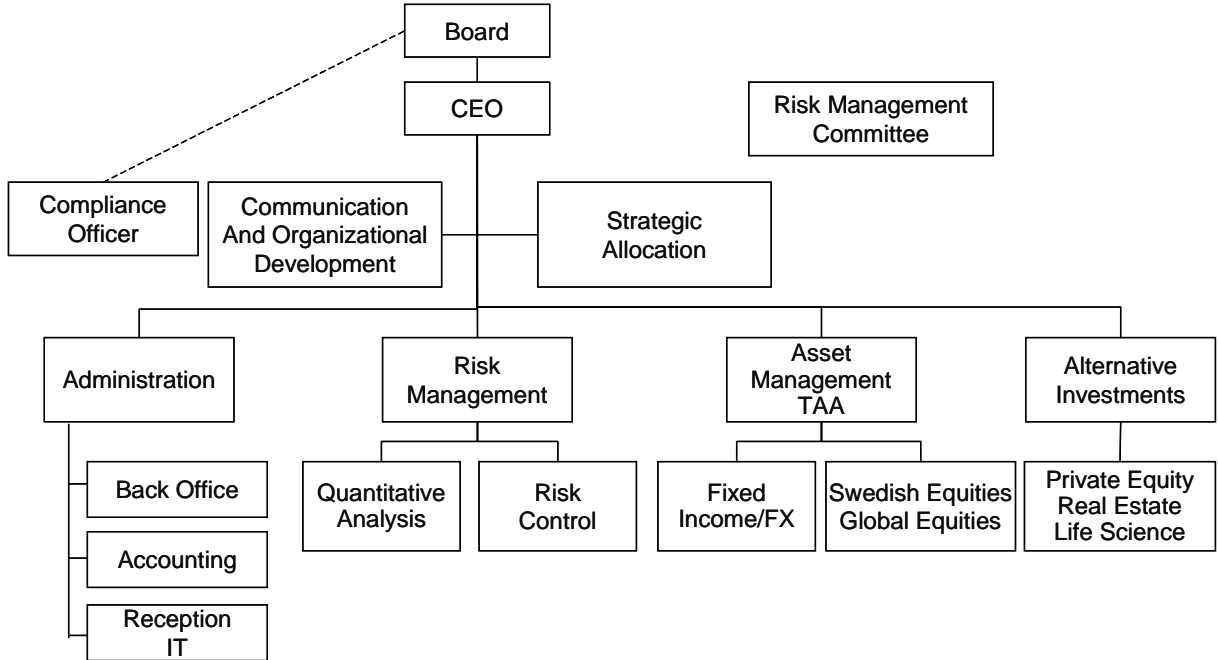 Board
CEO
Risk Management
Committee
Compliance
Officer
Communication
And Organizational
Development
Strategic
Allocation
Administration
Risk
Management
Asset
Management
TAA
Alternative
Investments
Back Office
Accounting
Reception
IT
Quantitative
Analysis
Risk
Control
Fixed
Income/FX
Swedish Equities
Global Equities
Private Equity
Real Estate
Life Science